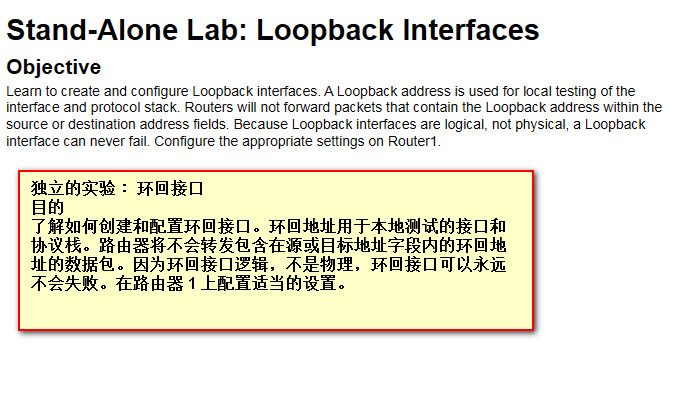 Stand-Alone Lab: Loopback Interfaces
Objective
Learn to create and configure Loopback interfaces. A Loopback address is used for local testing of the
interface and protocol stack. Routers will not forward packets that contain the Loopback address within the
source or destination address fields. Because Loopback interfaces are logical, not physical, a Loopback
interface can never fail. Configure the appropriate settings on Router1.
独立的实验： 环回接口
目的
了解如何创建和配置环回接口。环回地址用于本地测试的接口和
协议栈。路由器将不会转发包含在源或目标地址字段内的环回地
址的数据包。因为环回接口逻辑，不是物理，环回接口可以永远
不会失败。在路由器 1 上配置适当的设置。